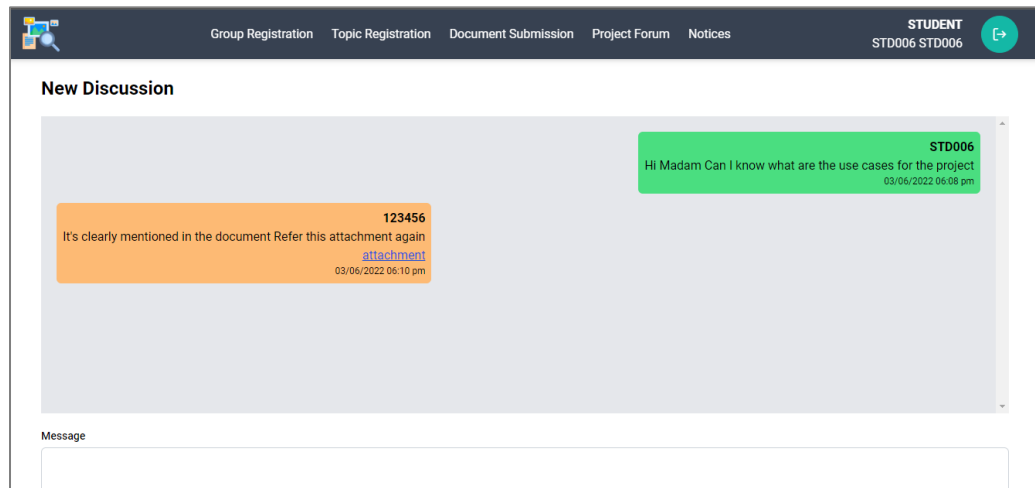 Group Registration Topic Registration Document Submission Project Forum Notices
STUDENT
STD006 STD006
New Discussion
STD006
Hi Madam Can I know what are the use cases for the project
03/06/2022 06:08 pm
123456
It's clearly mentioned in the document Refer this attachment again
attachment
03/06/2022 06:10 pm
Message